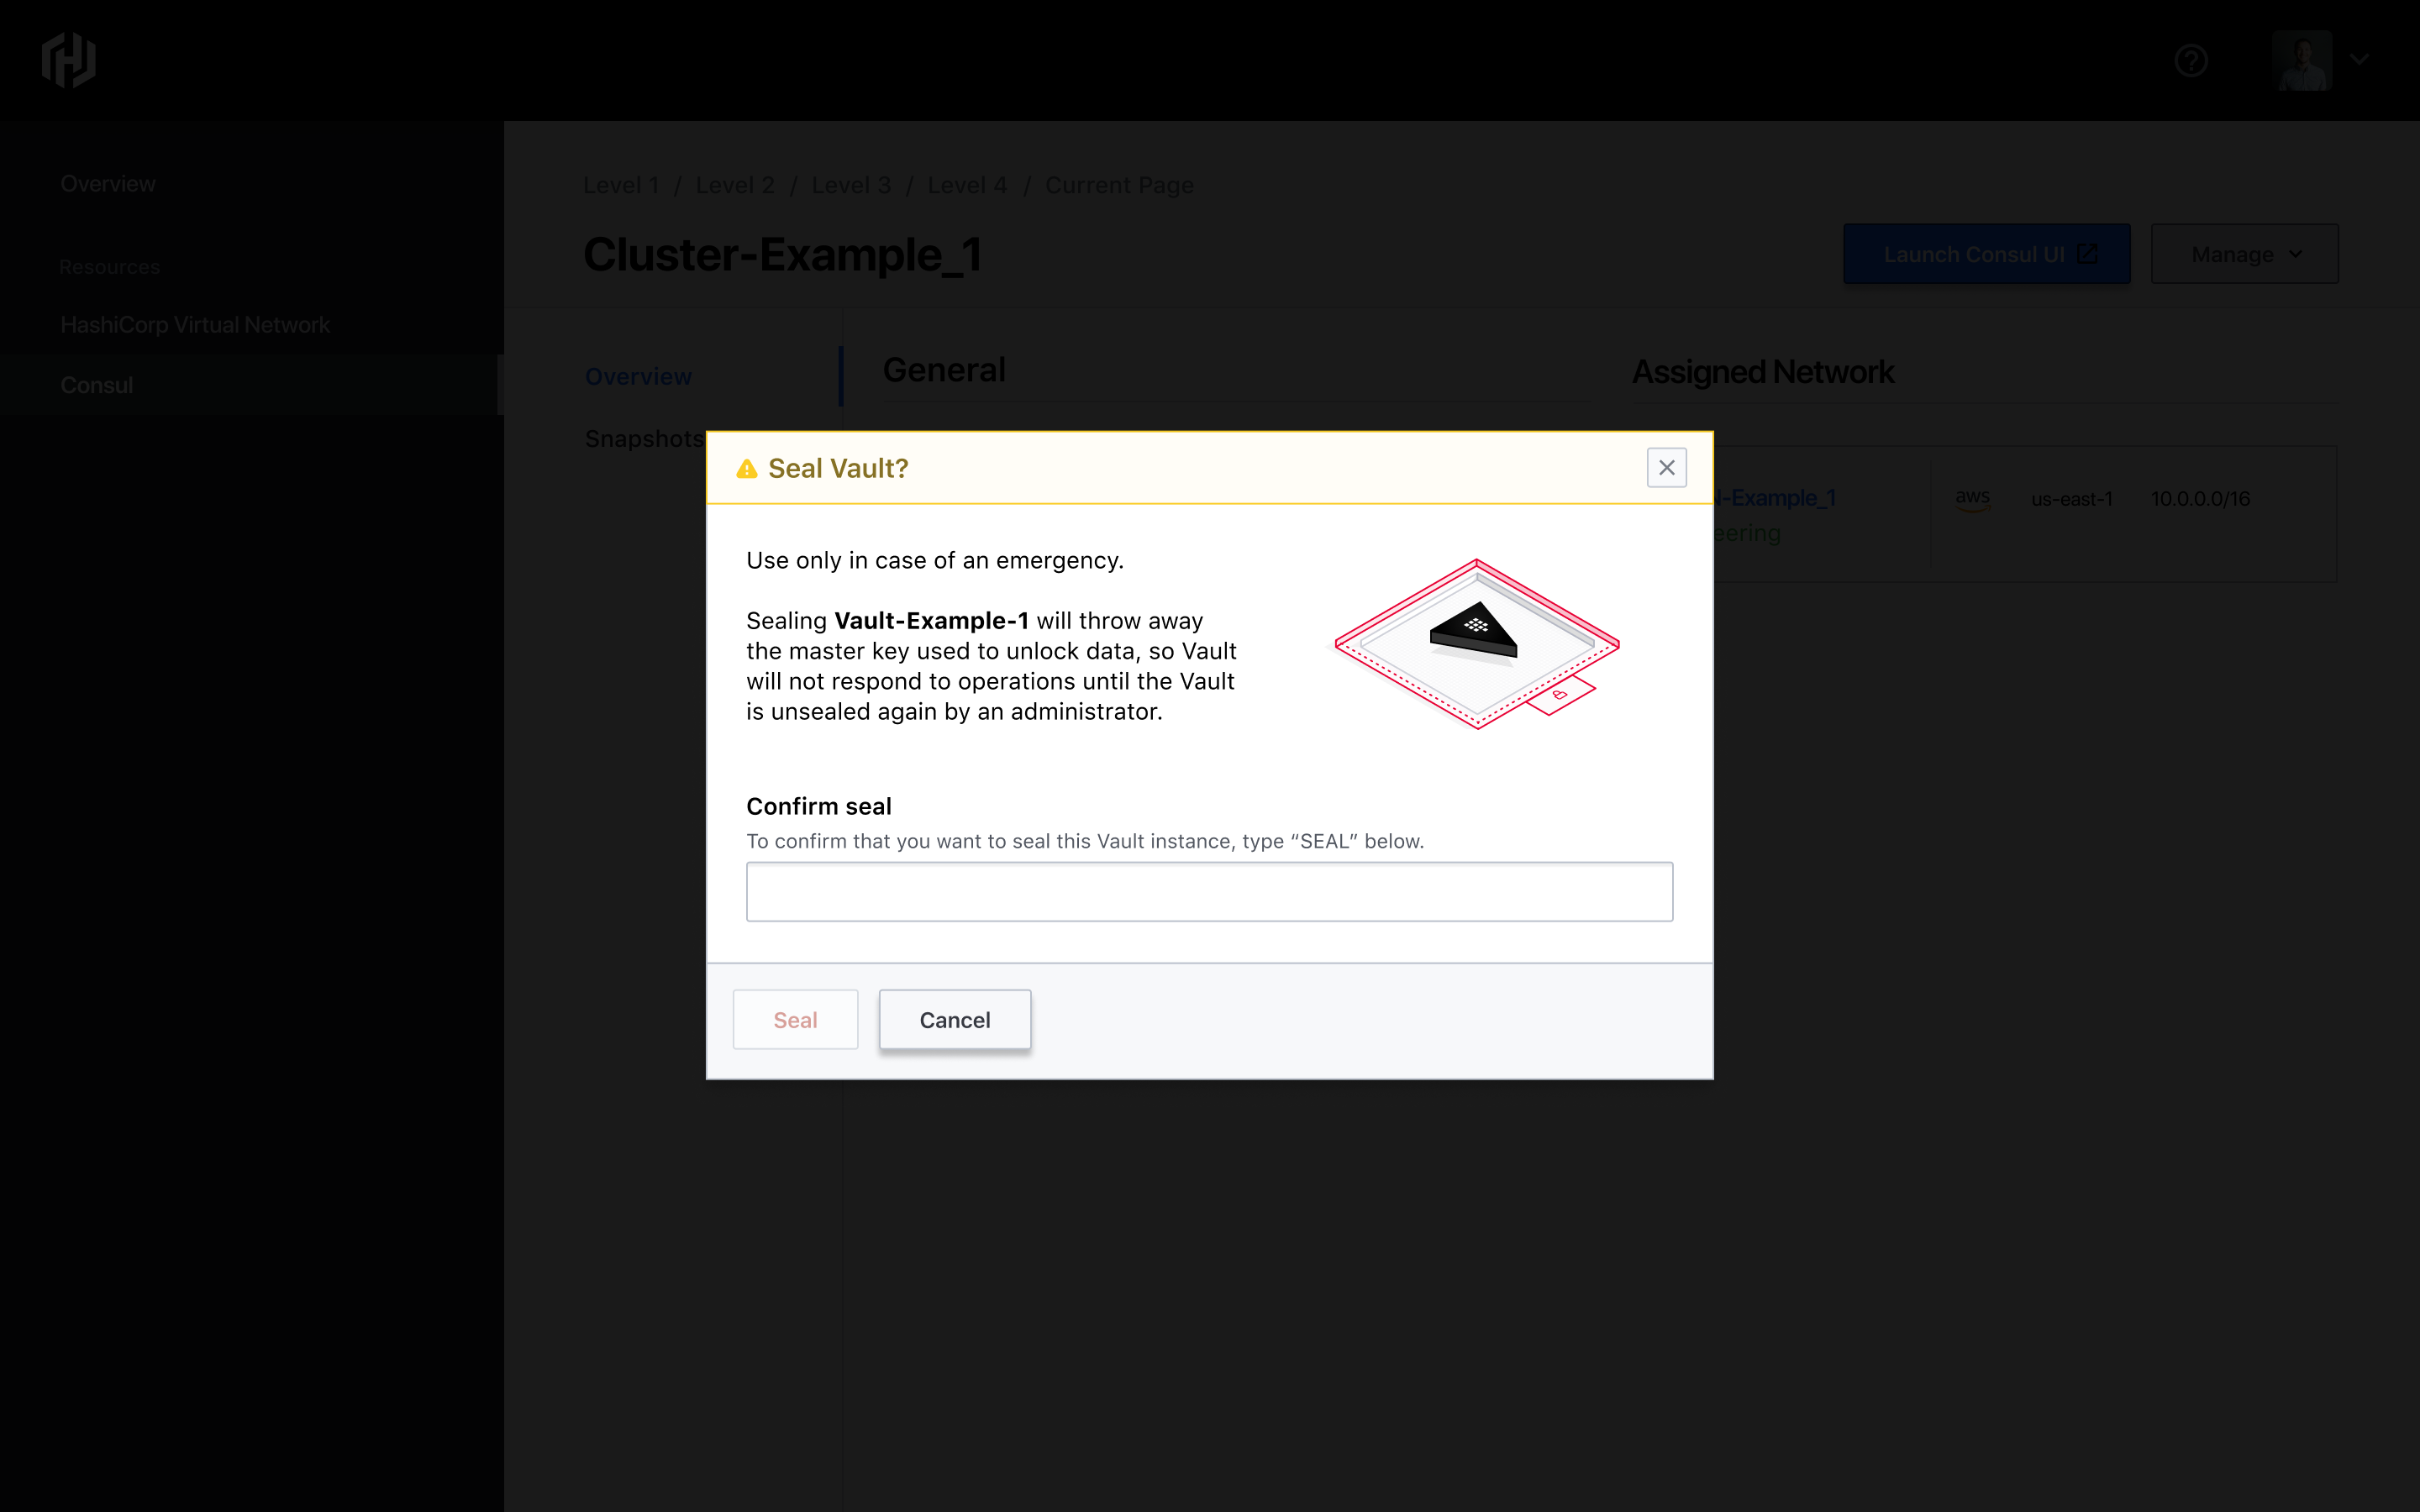 Overview
Resources
HashiCorp Virtual Network
Consul
Level 1 / Level 2 / Level 3 / Level 4 / Current Page
Cluster-Example_1
Launch Consul UI
Manage
Overview
Snapshots
General
Assigned Network
-Example_1
eering
aws
us-east-1
10.0.0.0/16
Seal Vault?
Use only in case of an emergency.
Sealing Vault-Example-1 will throw away
the master key used to unlock data, so Vault
will not respond to operations until the Vault
is unsealed again by an administrator.
Confirm seal
To confirm that you want to seal this Vault instance, type “SEAL” below.
Seal
Cancel